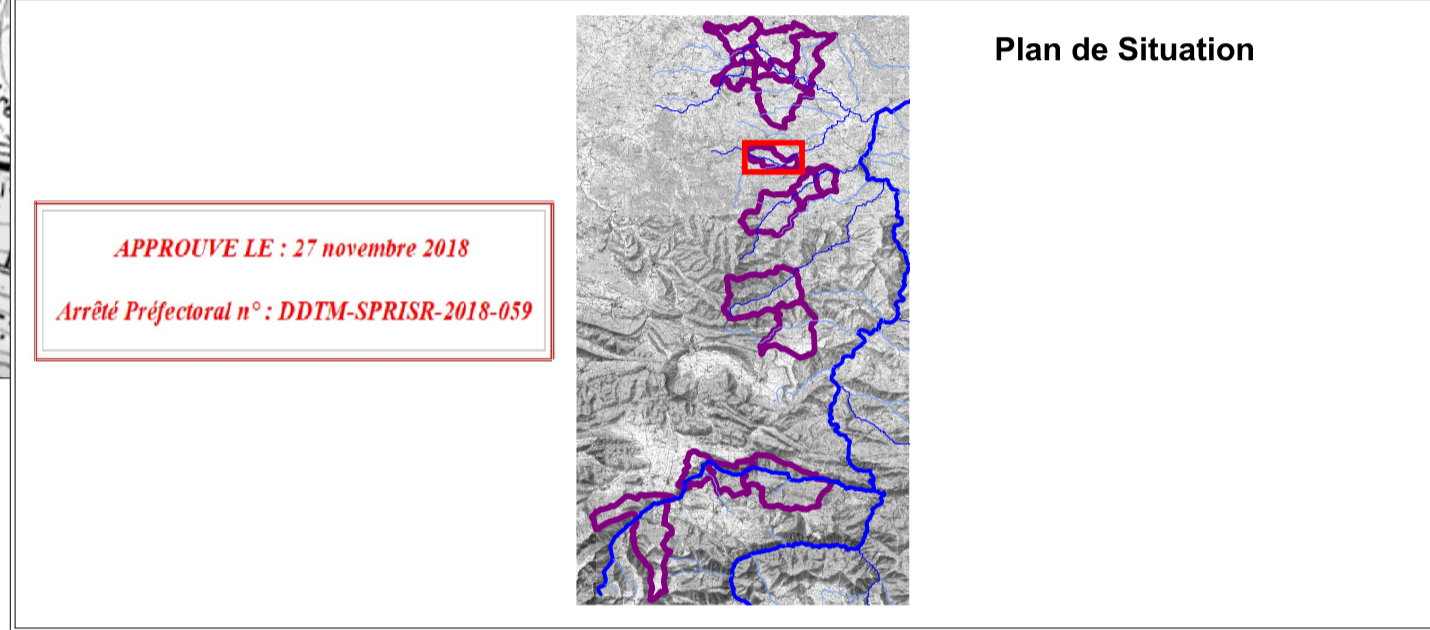 Plan de Situation
APPROUVE LE : 27 novembre 2018
Arrêté Préfectoral n° : DDTM-SPRISR-2018-059